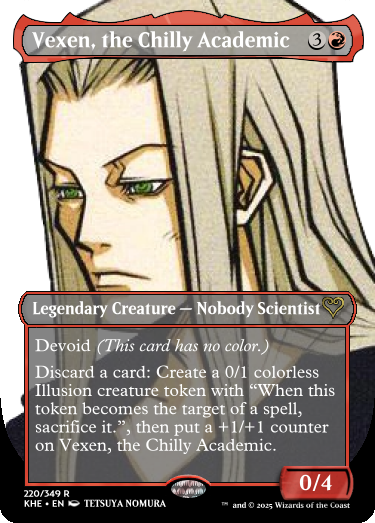 Vexen, the Chilly Academic 3
Legendary Creature — Nobody Scientist
Devoid (This card has no color.)
Discard a card: Create a 0/1 colorless
Illusion creature token with “When this
token becomes the target of a spell,
sacrifice it.”, then put a +1/+1 counter
on Vexen, the Chilly Academic.
0/4
220/349 R
KHE • EN TETSUYA NOMURA
™ and © 2025 Wizards of the Coast